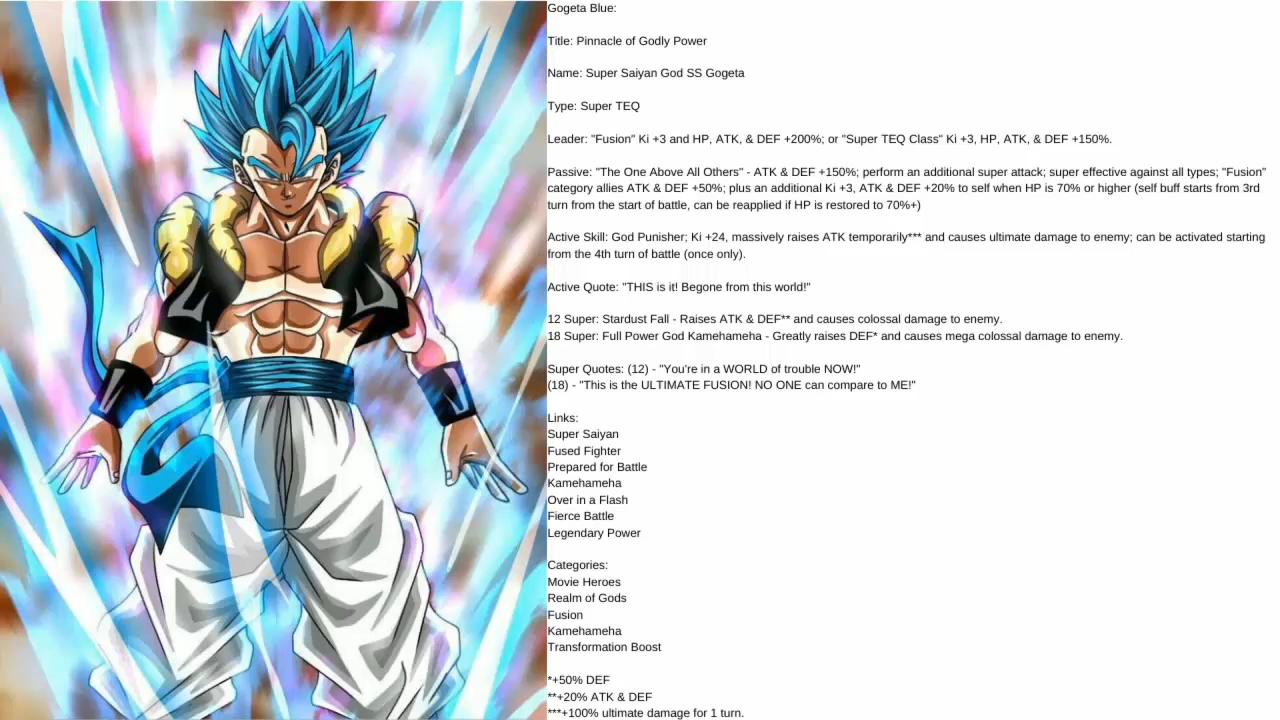 Gogeta Blue:
Title: Pinnacle of Godly Power
Name: Super Saiyan God SS Gogeta
Type: Super TEQ
Leader: "Fusion" Ki +3 and HP, ATK, & DEF +200%; or "Super TEQ Class" Ki +3, HP, ATK, & DEF +150%.
Passive: "The One Above All Others" - ATK & DEF +150%; perform an additional super attack; super effective against all types; "Fusion"
category allies ATK & DEF +50%; plus an additional Ki +3, ATK & DEF +20% to self when HP is 70% or higher (self buff starts from 3rd
turn from the start of battle, can be reapplied if HP is restored to 70%+)
Active Skill: God Punisher; Ki +24, massively raises ATK temporarily*** and causes ultimate damage to enemy; can be activated starting
from the 4th turn of battle (once only).
Active Quote: "THIS is it! Begone from this world!"
12 Super: Stardust Fall - Raises ATK & DEF** and causes colossal damage to enemy.
18 Super: Full Power God Kamehameha - Greatly raises DEF* and causes mega colossal damage to enemy.
Super Quotes: (12) - "You're in a WORLD of trouble NOW!"
(18) - "This is the ULTIMATE FUSION! NO ONE can compare to ME!"
Links:
Super Saiyan
Fused Fighter
Prepared for Battle
Kamehameha
Over in a Flash
Fierce Battle
Legendary Power
Categories:
Movie Heroes
Realm of Gods
Fusion
Kamehameha
Transformation Boost
*+50% DEF
**+20% ATK & DEF
***+100% ultimate damage for 1 turn.